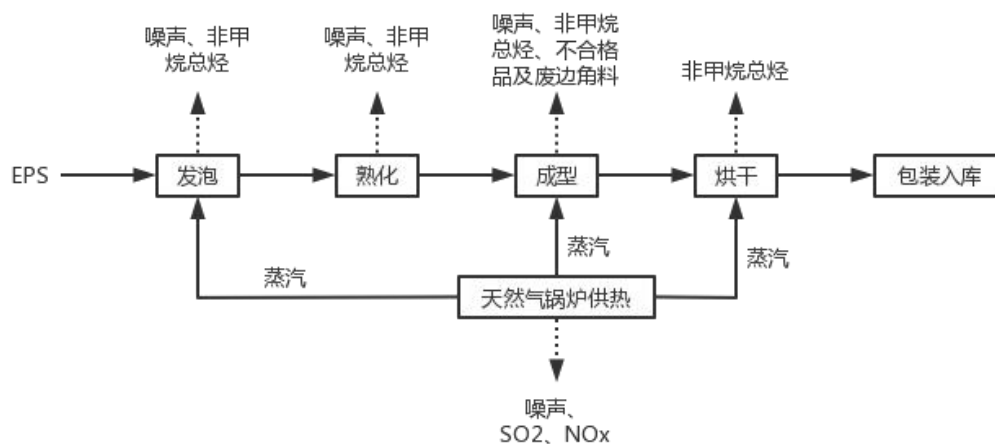 噪声、非甲
烷总烃
噪声、非甲
烷总烃
噪声、非甲烷
总烃、不合格
品及废边角料
非甲烷总烃
EPS
发泡
熟化
成型
烘干
包装入库
蒸汽
蒸汽
蒸汽
天然气锅炉供热
噪声、
SO2、NOx